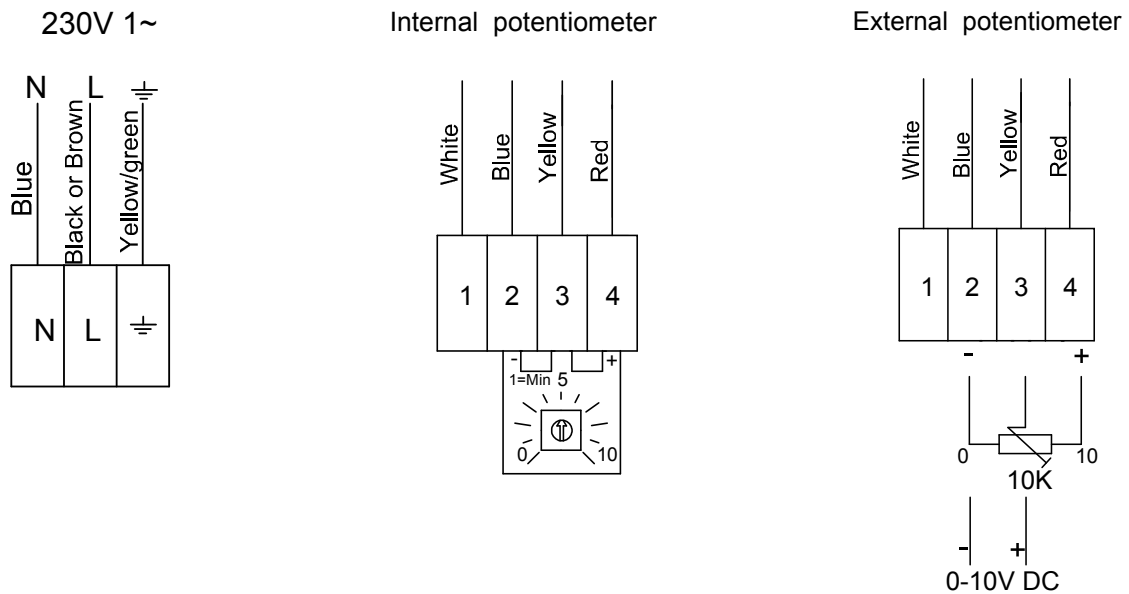 230V 1~
N L ⏚
Blue
Black or Brown
Yellow/green
N L ⏚
Internal potentiometer
White
Blue
Yellow
Red
1 2 3 4
- +
1=Min 5
0 10
External potentiometer
White
Blue
Yellow
Red
1 2 3 4
- +
0 10
10K
- +
0-10V DC